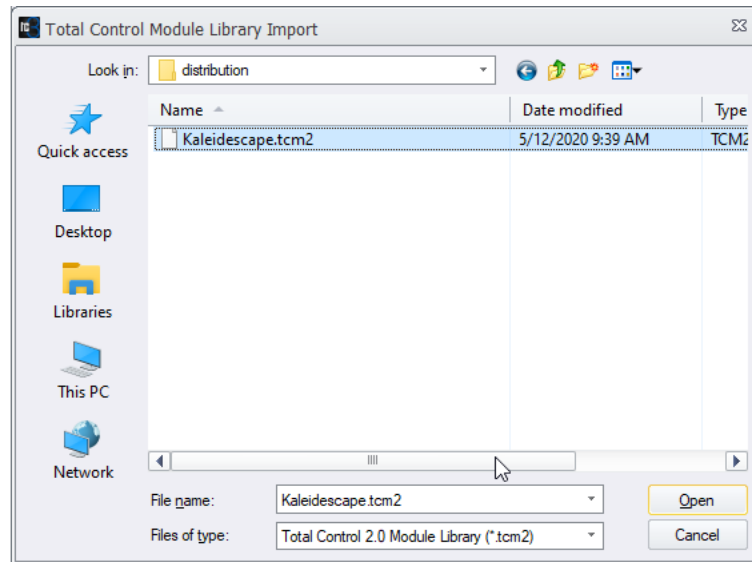 Total Control Module Library Import
Look in: distribution
Name Date modified Type
Kaleidescape.tcm2 5/12/2020 9:39 AM TCM2
Quick access
Desktop
Libraries
This PC
Network
File name: Kaleidescape.tcm2 Open
Files of type: Total Control 2.0 Module Library (*.tcm2) Cancel